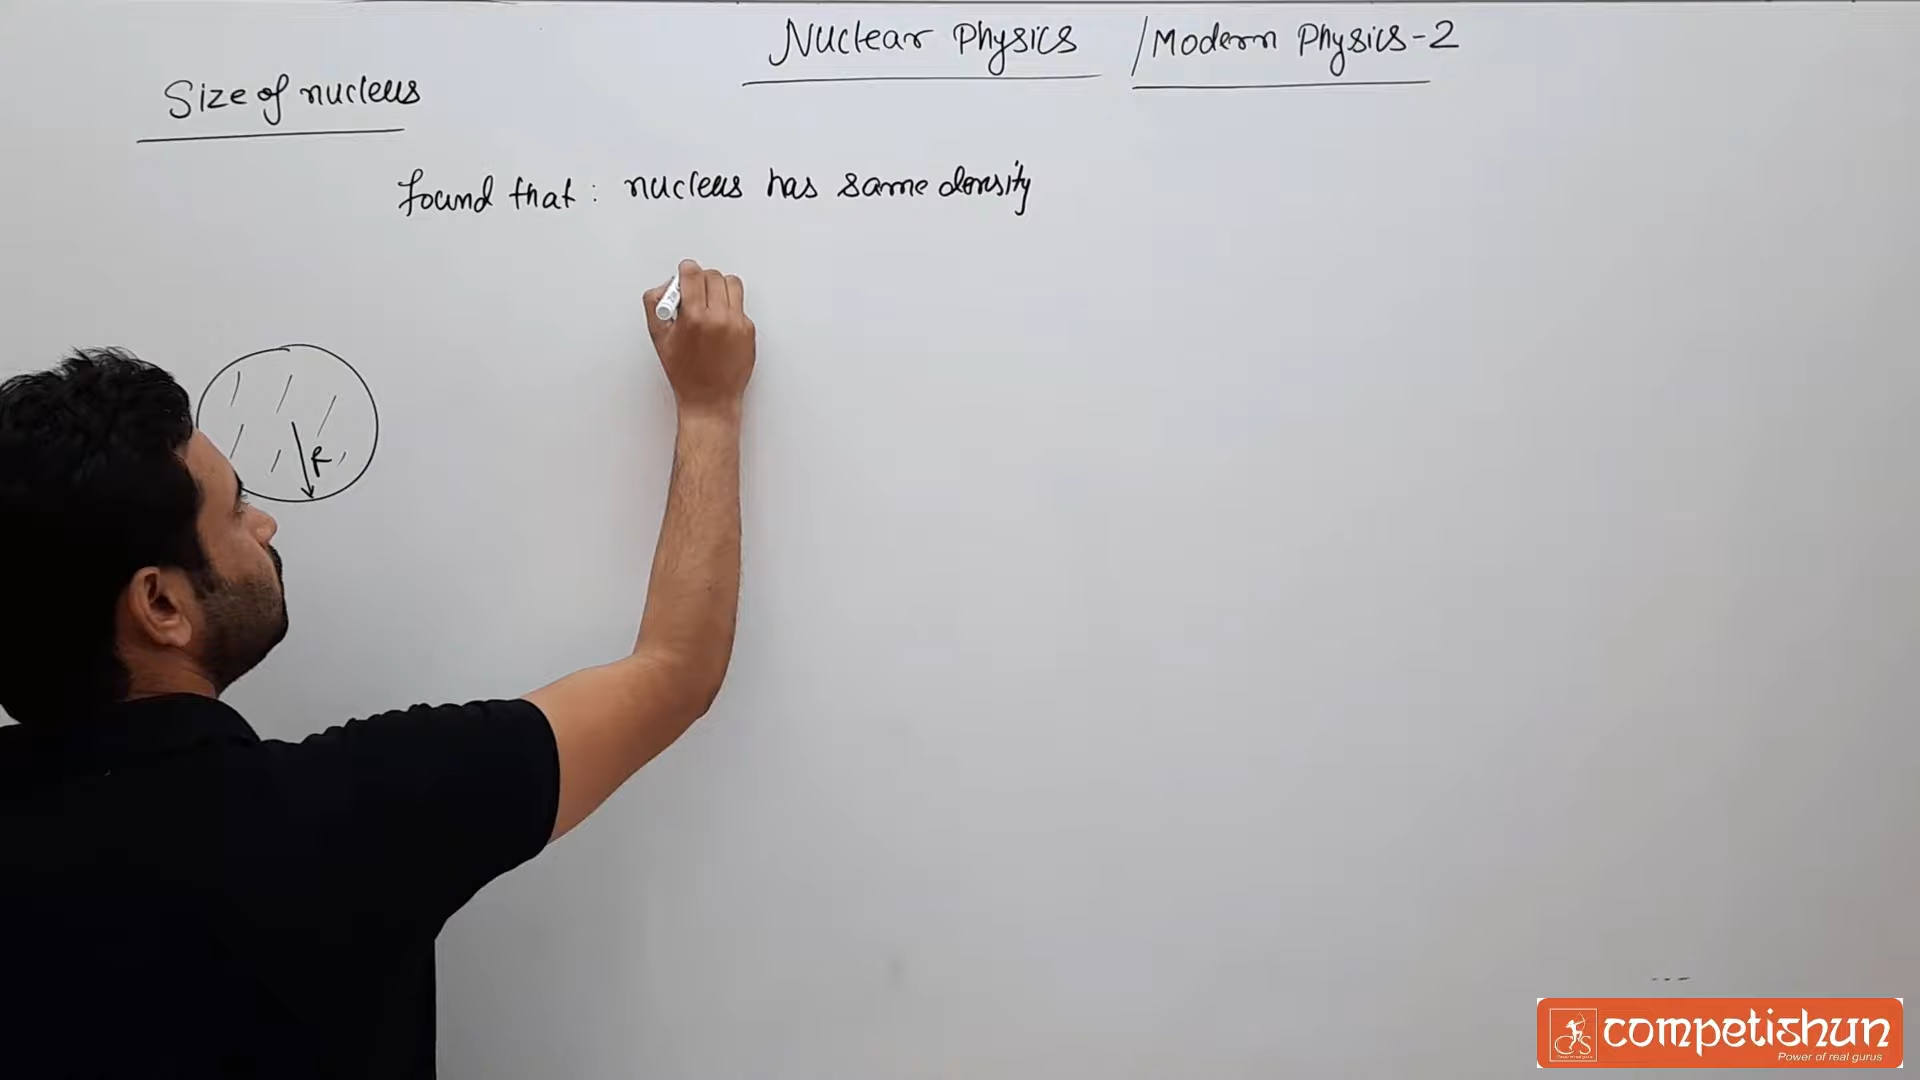 Nuclear Physics /Modern Physics-2
Size of nucleus
found that : nucleus has same density
R
competishun
Power of real gurus